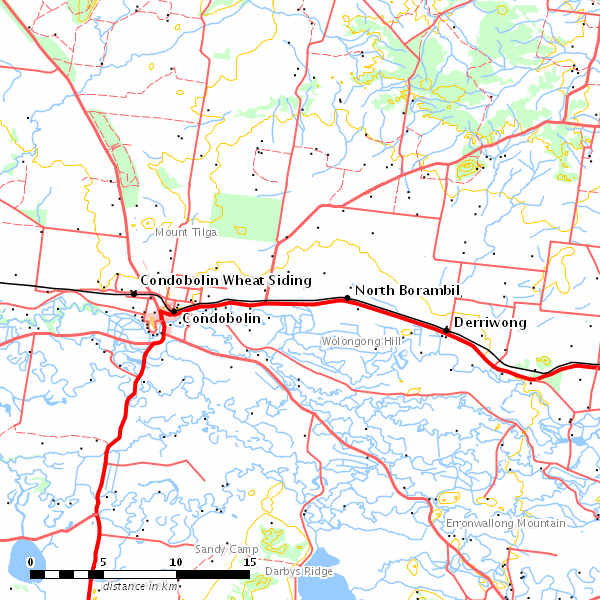 Mount Tilga
Condobolin Wheat Siding
North Borambil
Condobolin
Derriwong
Wolongong Hill
Erronwallong Mountain
Sandy Camp
0 5 10 15
Darbys Ridge
distance in km